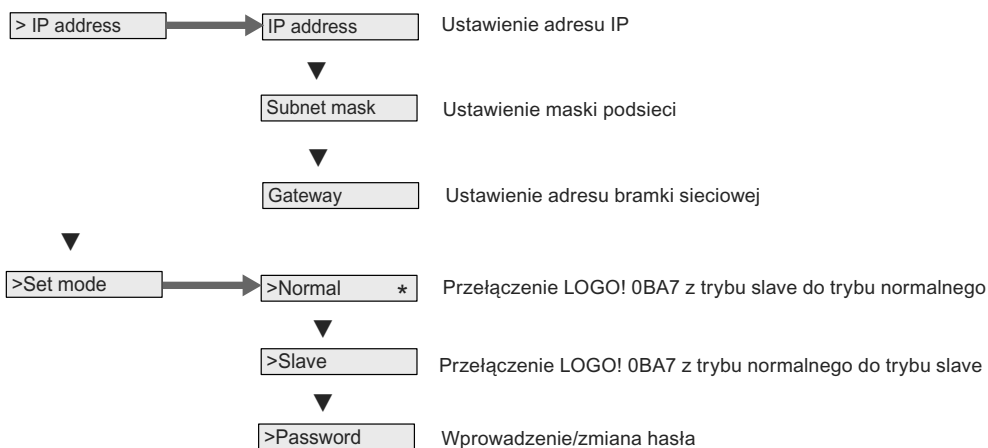 > IP address IP address Ustawienie adresu IP
Subnet mask Ustawienie maski podsieci
Gateway Ustawienie adresu bramki sieciowej
>Set mode >Normal * Przełączenie LOGO! 0BA7 z trybu slave do trybu normalnego
>Slave Przełączenie LOGO! 0BA7 z trybu normalnego do trybu slave
>Password Wprowadzenie/zmiana hasła